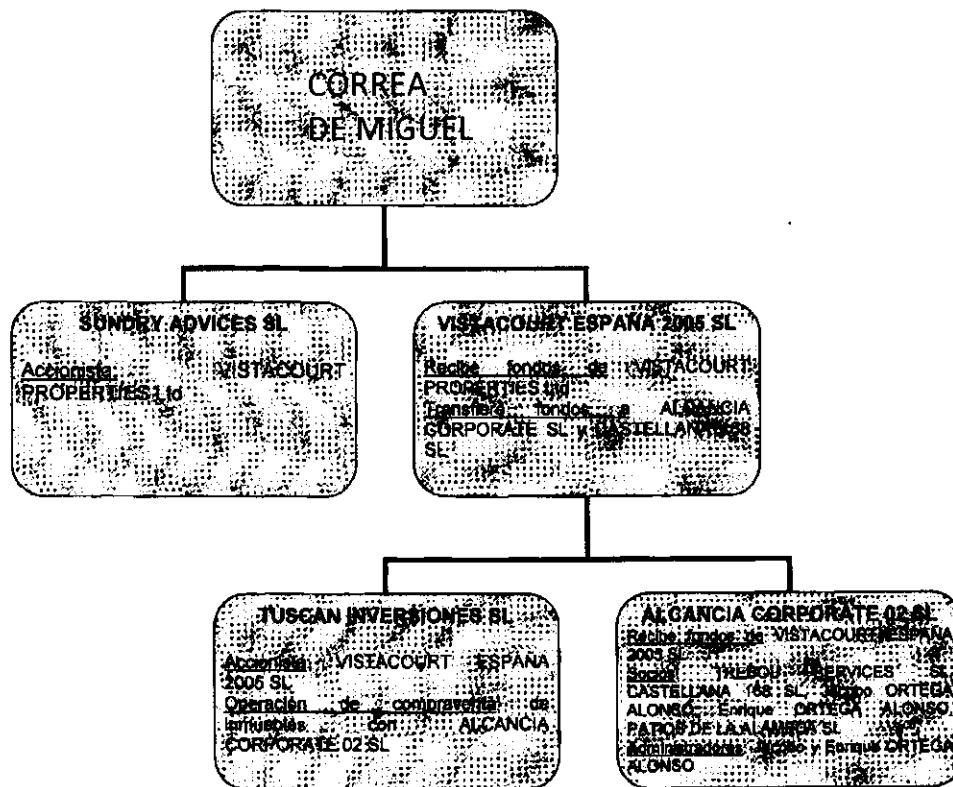 CORREA
DE MIGUEL
SUNDRY ADVICES SL
Accionista: VISTACOURT
PROPERTIES Ltd
VISTACOURT ESPAÑA 2005 SL
Recibe fondos de VISTACOURT
PROPERTIES Ltd
Transfiere fondos a ALCANCIA
CORPORATE SL y CASTELLANA 168
SL
TUSCAN INVERSIONES SL
Accionista: VISTACOURT ESPAÑA
2005 SL
Operación de compraventa de
inmuebles con ALCANCIA
CORPORATE 02 SL
ALCANCIA CORPORATE 02 SL
Recibe fondos de VISTACOURT ESPAÑA
2005 SL
Socios: SERVICES SL,
CASTELLANA 168 SL, Jacobo ORTEGA
ALONSO, Enrique ORTEGA ALONSO,
DE LA SL
Administradores: Jacobo y Enrique ORTEGA
ALONSO